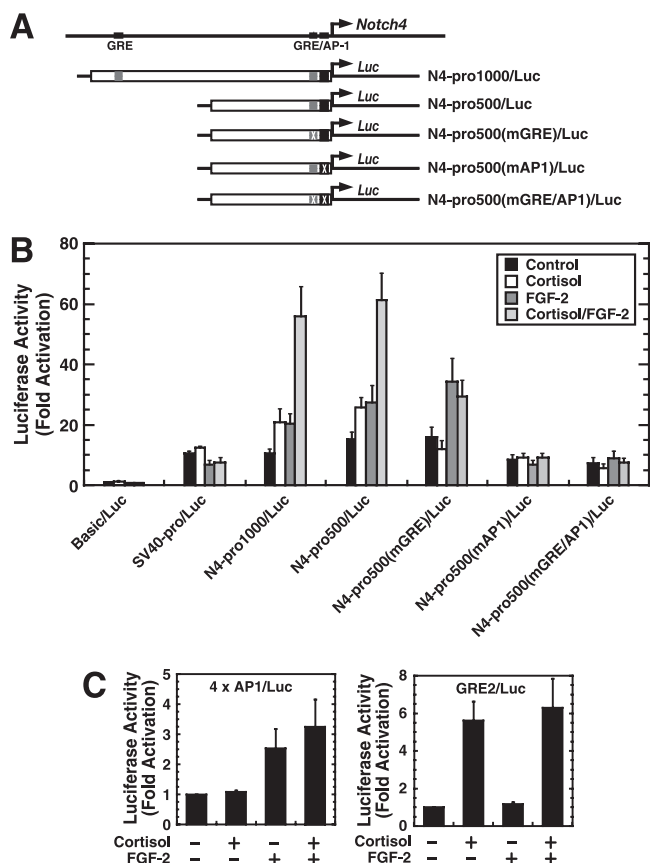 A
Notch4
GRE
GRE/AP-1
Luc
N4-pro1000/Luc
Luc
N4-pro500/Luc
Luc
X
N4-pro500(mGRE)/Luc
Luc
X
N4-pro500(mAP1)/Luc
Luc
X X
N4-pro500(mGRE/AP1)/Luc
B
Luciferase Activity
(Fold Activation)
80
60
40
20
0
Control
Cortisol
FGF-2
Cortisol/FGF-2
Basic/Luc
SV40-pro/Luc
N4-pro1000/Luc
N4-pro500/Luc
N4-pro500(mGRE)/Luc
N4-pro500(mAP1)/Luc
N4-pro500(mGRE/AP1)/Luc
C
Luciferase Activity
(Fold Activation)
5
4
3
2
1
0
4 x AP1/Luc
Cortisol − + − +
FGF-2 − − + +
Luciferase Activity
(Fold Activation)
8
6
4
2
0
GRE2/Luc
Cortisol − + − +
FGF-2 − − + +